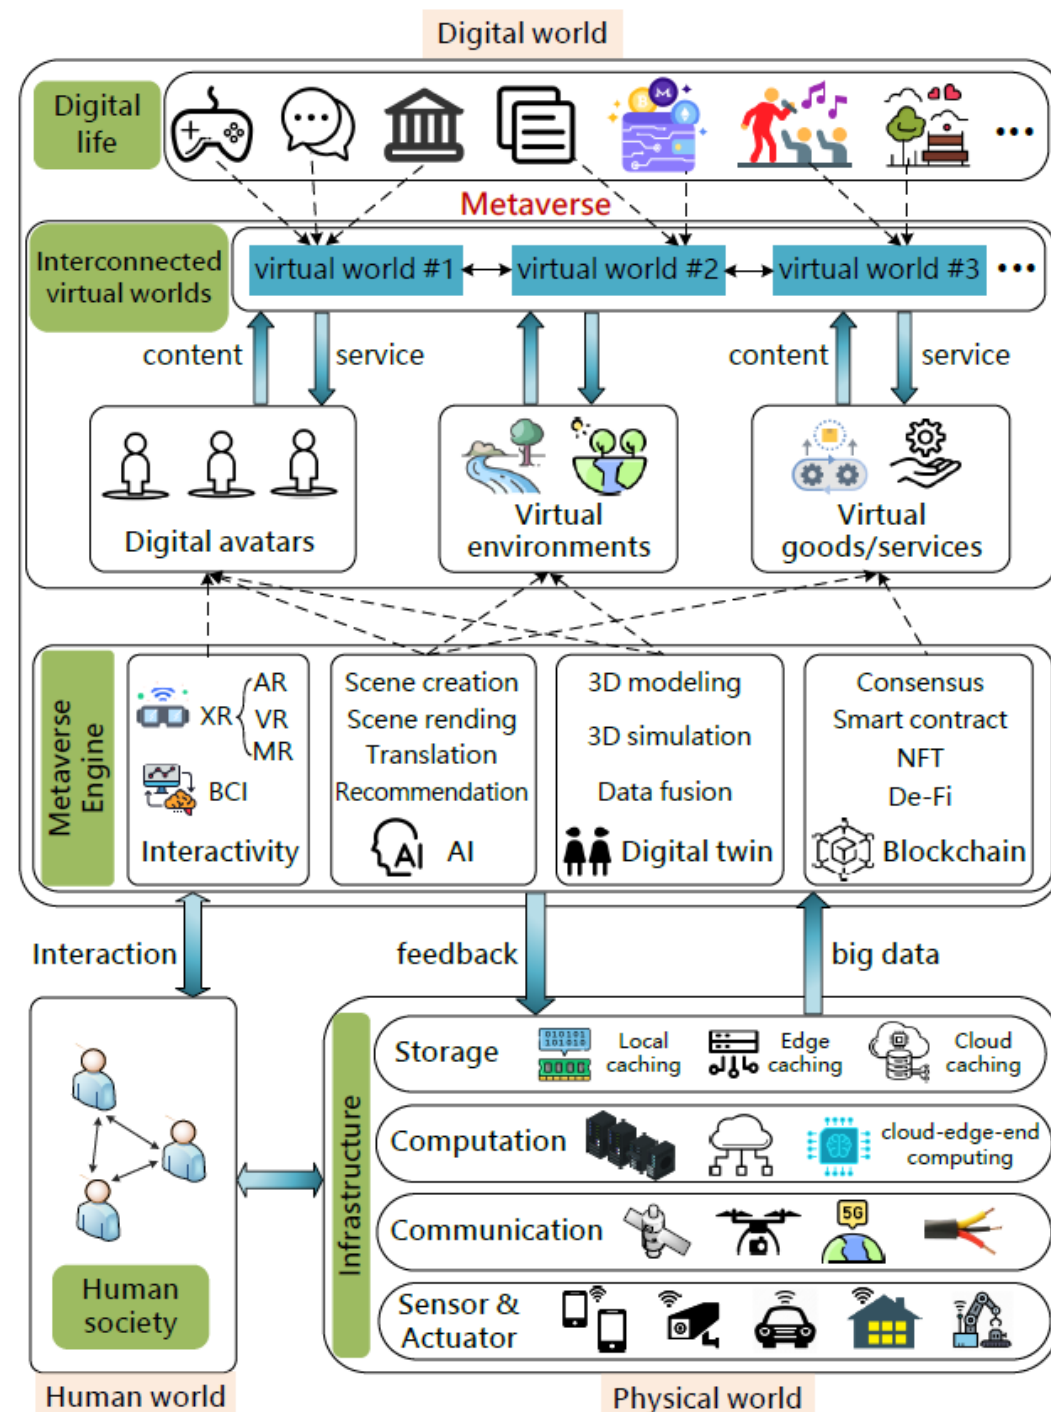 Digital world
Digital
life
Metaverse
Interconnected
virtual worlds
virtual world #1
virtual world #2
virtual world #3
content
service
content
service
Digital avatars
Virtual
environments
Virtual
goods/services
Metaverse
Engine
XR
AR
VR
MR
BCI
Interactivity
Scene creation
Scene rending
Translation
Recommendation
AI
AI
3D modeling
3D simulation
Data fusion
Digital twin
Consensus
Smart contract
NFT
De-Fi
Blockchain
Interaction
feedback
big data
Human
society
Human world
Infrastructure
Storage
010101
101010
Local
caching
Edge
caching
Cloud
caching
Computation
cloud-edge-end
computing
Communication
5G
Sensor &
Actuator
Physical world